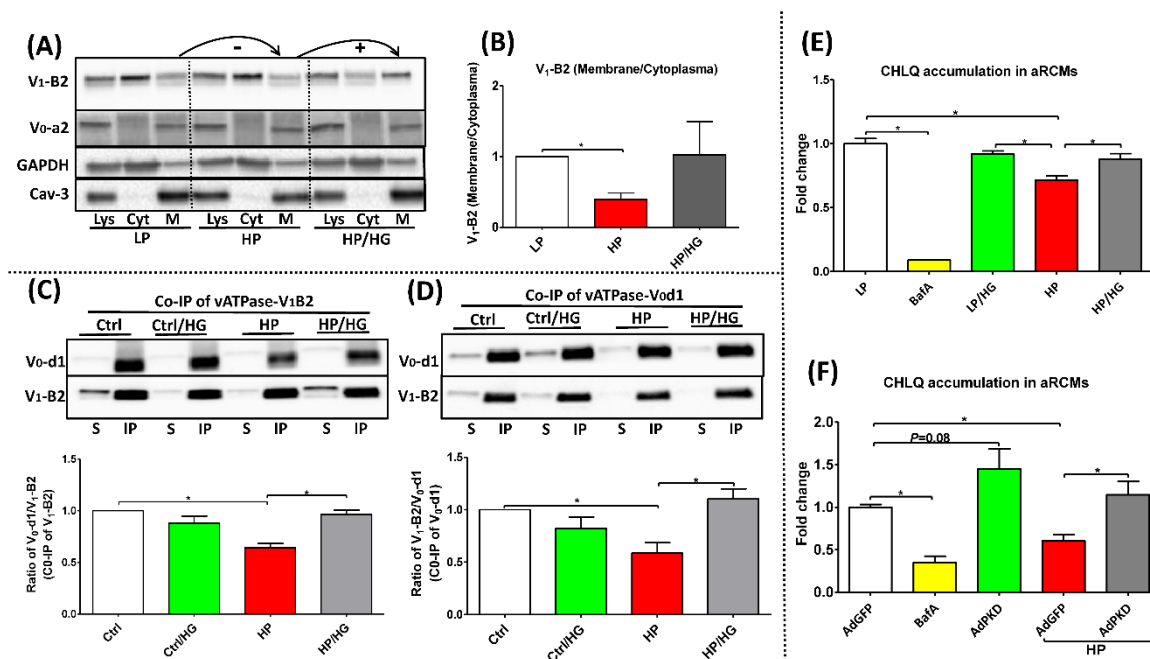 (A)
-
+
V1-B2
V0-a2
GAPDH
Cav-3
Lys Cyt M Lys Cyt M Lys Cyt M
LP HP HP/HG
(B)
V1-B2 (Membrane/Cytoplasma)
V1-B2 (Membrane/Cytoplasma)
2
1
0
*
LP HP HP/HG
(C)
Co-IP of vATPase-V1B2
Ctrl Ctrl/HG HP HP/HG
V0-d1
V1-B2
S IP S IP S IP S IP
Ratio of V0-d1/V1-B2
(C0-IP of V1-B2)
1.5
1.0
0.5
0.0
* *
Ctrl Ctrl/HG HP HP/HG
(D)
Co-IP of vATPase-V0d1
Ctrl Ctrl/HG HP HP/HG
V0-d1
V1-B2
S IP S IP S IP S IP
Ratio of V1-B2/V0-d1
(C0-IP of V0-d1)
1.5
1.0
0.5
0.0
* *
Ctrl Ctrl/HG HP HP/HG
(E)
CHLQ accumulation in aRCMs
Fold change
1.5
1.0
0.5
0.0
*
* * *
LP BafA LP/HG HP HP/HG
(F)
CHLQ accumulation in aRCMs
Fold change
2.0
1.5
1.0
0.5
0.0
*
P=0.08
* *
AdGFP BafA AdPKD AdGFP AdPKD
HP